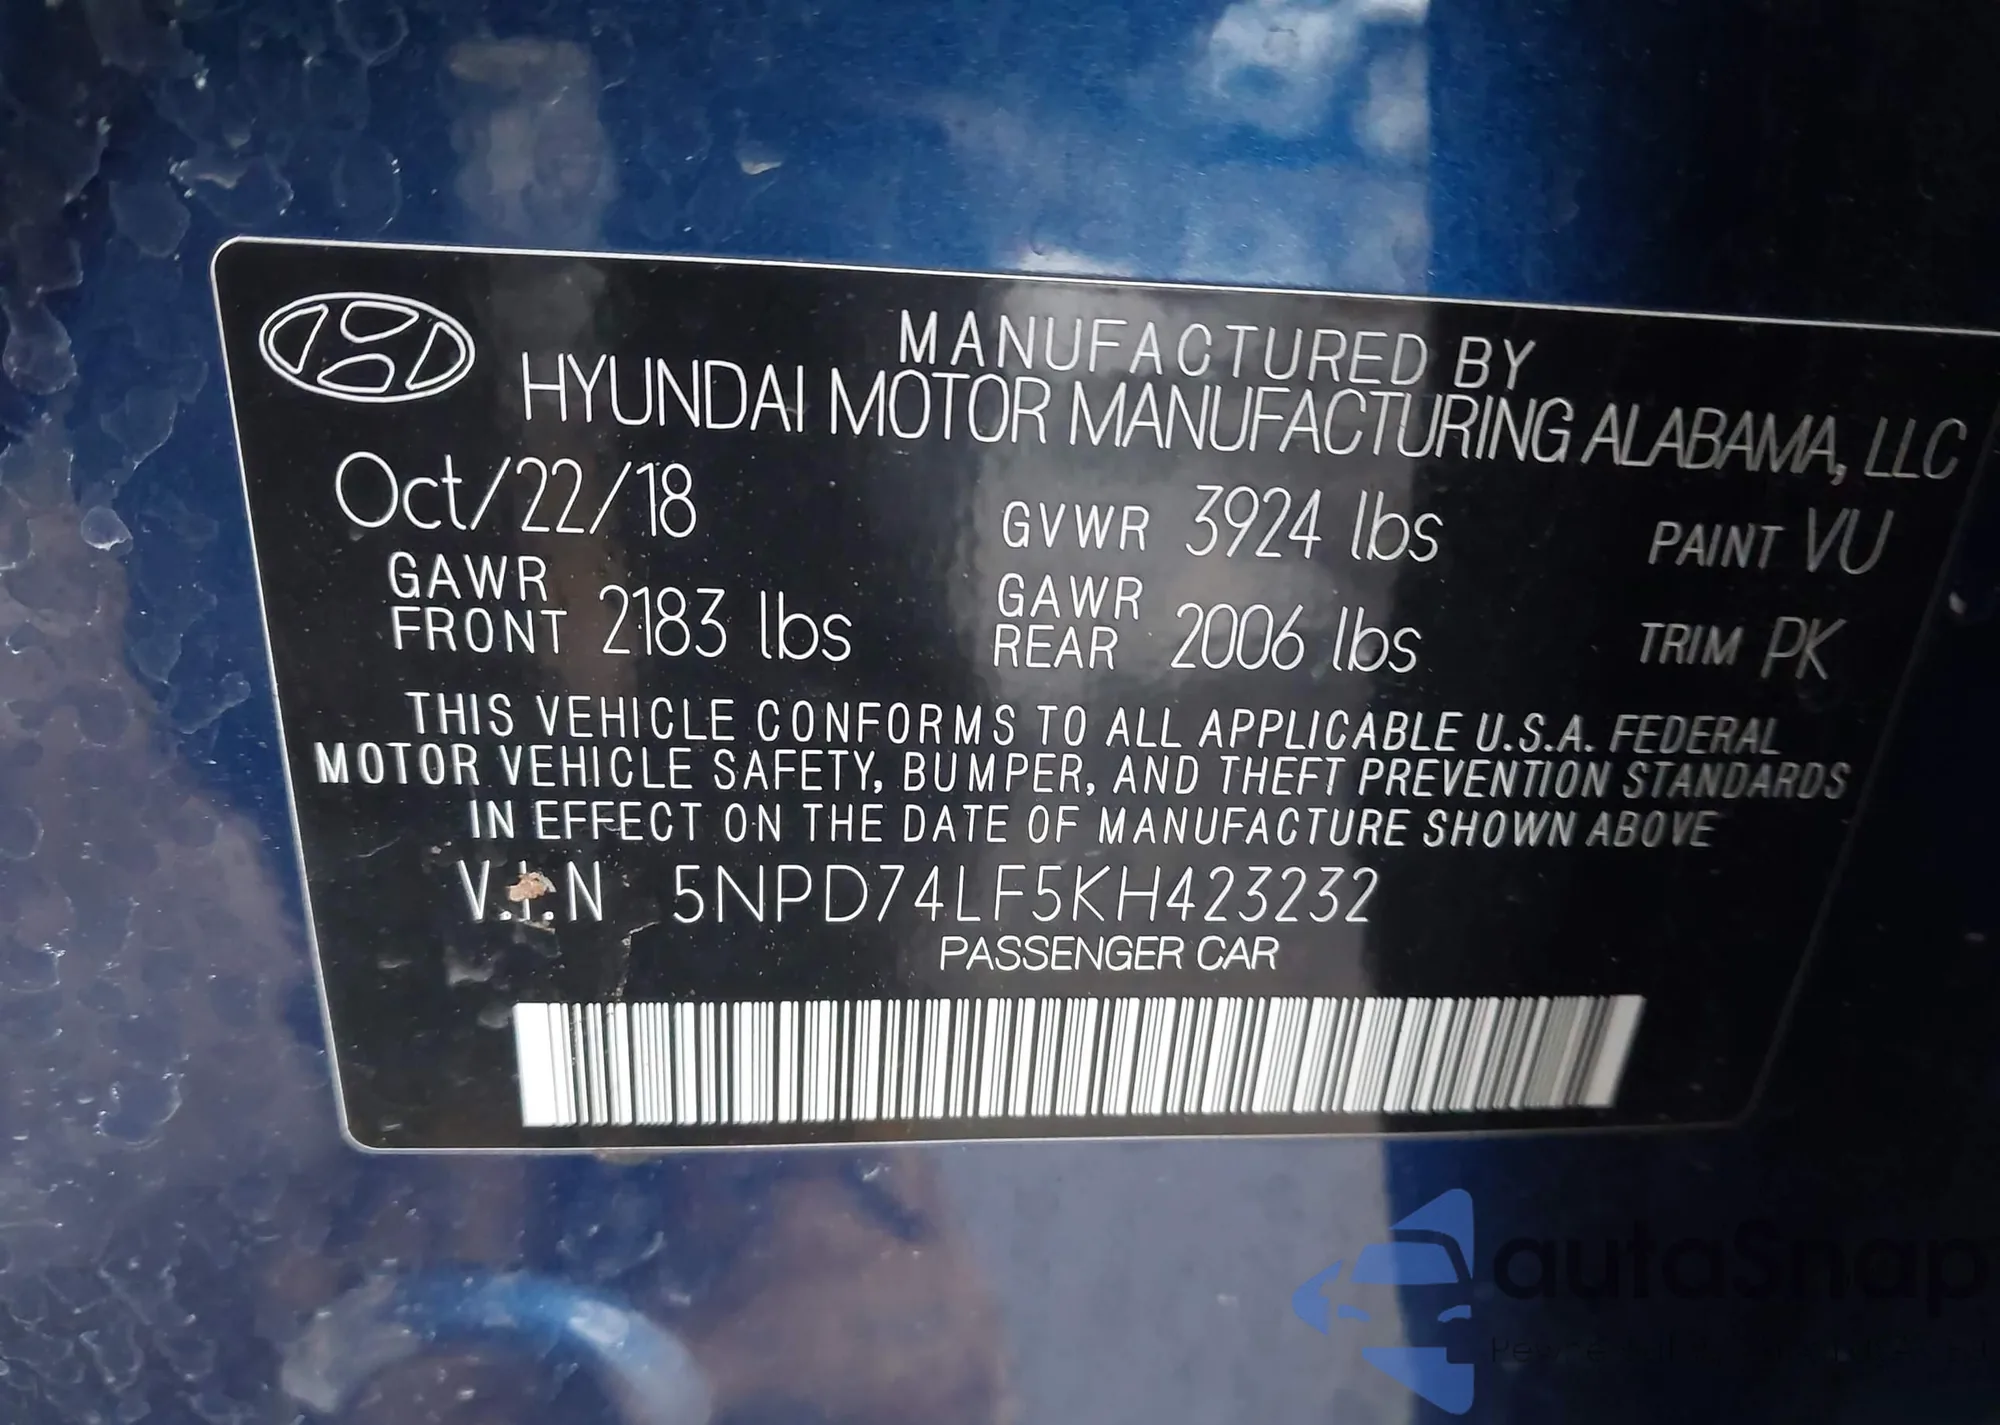 MANUFACTURED BY
HYUNDAI MOTOR MANUFACTURING ALABAMA, LLC
Oct/22/18 GVWR 3924 lbs PAINT VU
GAWR FRONT 2183 lbs GAWR REAR 2006 lbs TRIM PK
THIS VEHICLE CONFORMS TO ALL APPLICABLE U.S.A. FEDERAL
MOTOR VEHICLE SAFETY, BUMPER, AND THEFT PREVENTION STANDARDS
IN EFFECT ON THE DATE OF MANUFACTURE SHOWN ABOVE
V.I.N 5NPD74LF5KH423232
PASSENGER CAR
autoSnap